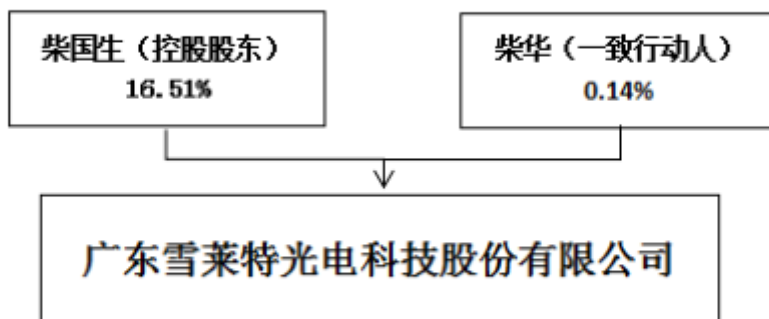 柴国生（控股股东）
16.51%
柴华（一致行动人）
0.14%
广东雪莱特光电科技股份有限公司